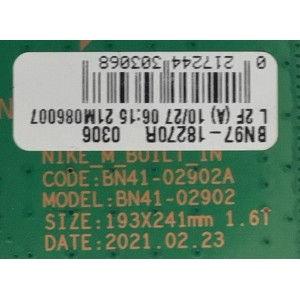 BN97-18270R 0306
L 2F (A) 10/27 06:15 21M086007
0 217244 303068
NIKE_M_BUILT_IN
CODE:BN41-02902A
MODEL:BN41-02902
SIZE:193X241mm 1.6T
DATE:2021.02.23